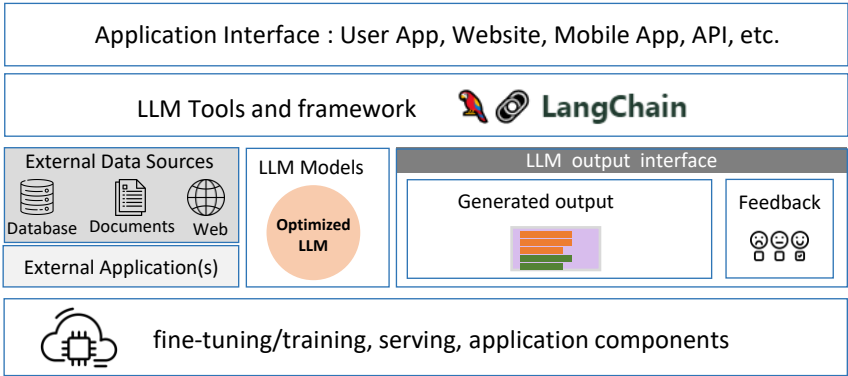 Application Interface : User App, Website, Mobile App, API, etc.
LLM Tools and framework
LangChain
External Data Sources
Database Documents Web
External Application(s)
LLM Models
Optimized
LLM
LLM output interface
Generated output
Feedback
fine-tuning/training, serving, application components